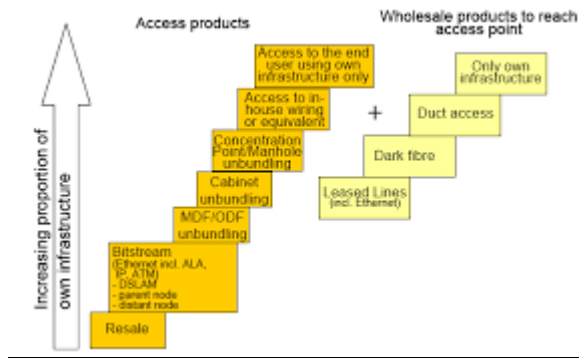 Access products
Wholesale products to reach
access point
Increasing proportion of
own infrastructure
Access to the end
user using own
infrastructure only
Access to in-
house wiring
or equivalent
Concentration
Point/Manhole
unbundling
Cabinet
unbundling
MDF/ODF
unbundling
Bitstream
(Ethernet incl. ALA,
IP, ATM)
- DSLAM
- parent node
- distant node
Resale
+
Only own
infrastructure
Duct access
Dark fibre
Leased Lines
(incl. Ethernet)